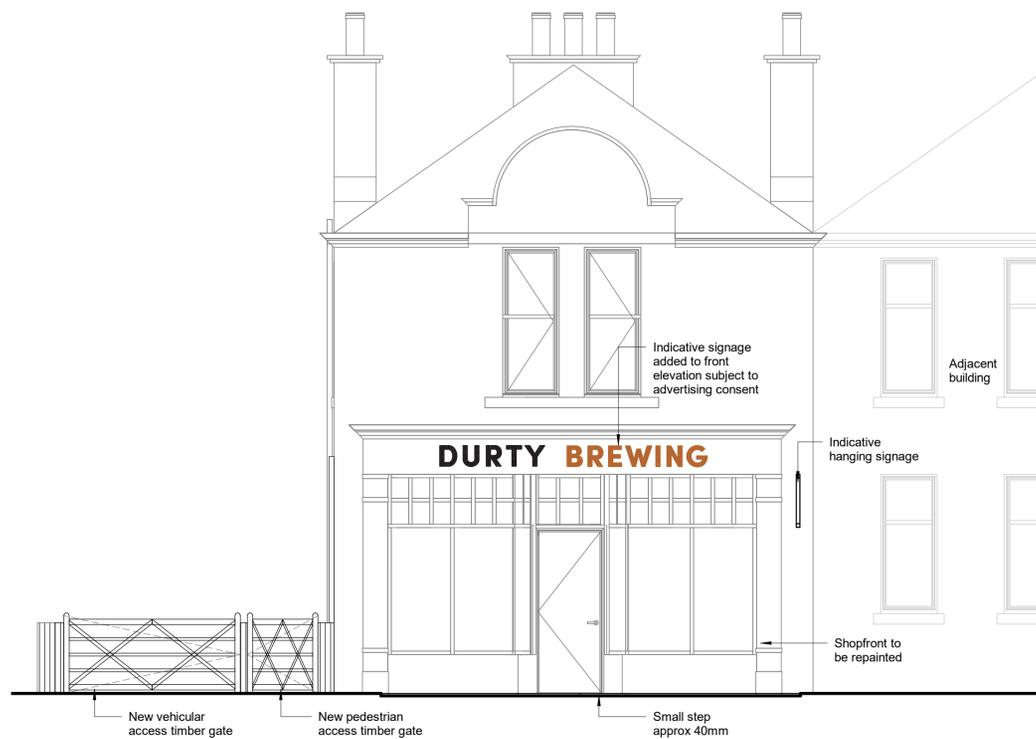 Indicative signage
added to front
elevation subject to
advertising consent
Adjacent
building
DURTY BREWING
Indicative
hanging signage
Shopfront to
be repainted
New vehicular
access timber gate
New pedestrian
access timber gate
Small step
approx 40mm